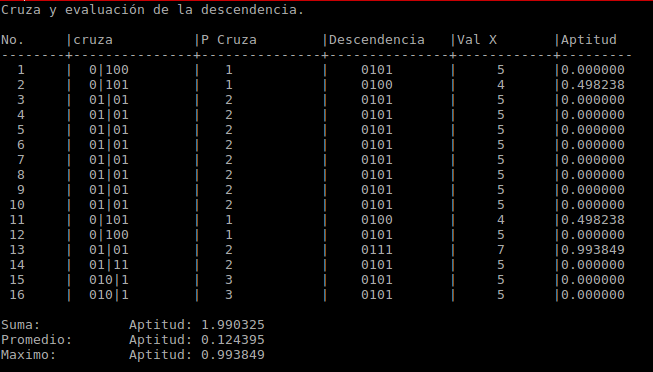 Cruza y evaluación de la descendencia.
No.     |cruza          |P Cruza        |Descendencia   |Val X       |Aptitud
--------+---------------+---------------+---------------+------------+---------
  1     |  0|100        |   1           |    0101       |     5      |0.000000
  2     |  0|101        |   1           |    0100       |     4      |0.498238
  3     |  01|01        |   2           |    0101       |     5      |0.000000
  4     |  01|01        |   2           |    0101       |     5      |0.000000
  5     |  01|01        |   2           |    0101       |     5      |0.000000
  6     |  01|01        |   2           |    0101       |     5      |0.000000
  7     |  01|01        |   2           |    0101       |     5      |0.000000
  8     |  01|01        |   2           |    0101       |     5      |0.000000
  9     |  01|01        |   2           |    0101       |     5      |0.000000
 10     |  01|01        |   2           |    0101       |     5      |0.000000
 11     |  0|101        |   1           |    0100       |     4      |0.498238
 12     |  0|100        |   1           |    0101       |     5      |0.000000
 13     |  01|01        |   2           |    0111       |     7      |0.993849
 14     |  01|11        |   2           |    0101       |     5      |0.000000
 15     |  010|1        |   3           |    0101       |     5      |0.000000
 16     |  010|1        |   3           |    0101       |     5      |0.000000
Suma:           Aptitud: 1.990325
Promedio:       Aptitud: 0.124395
Maximo:         Aptitud: 0.993849